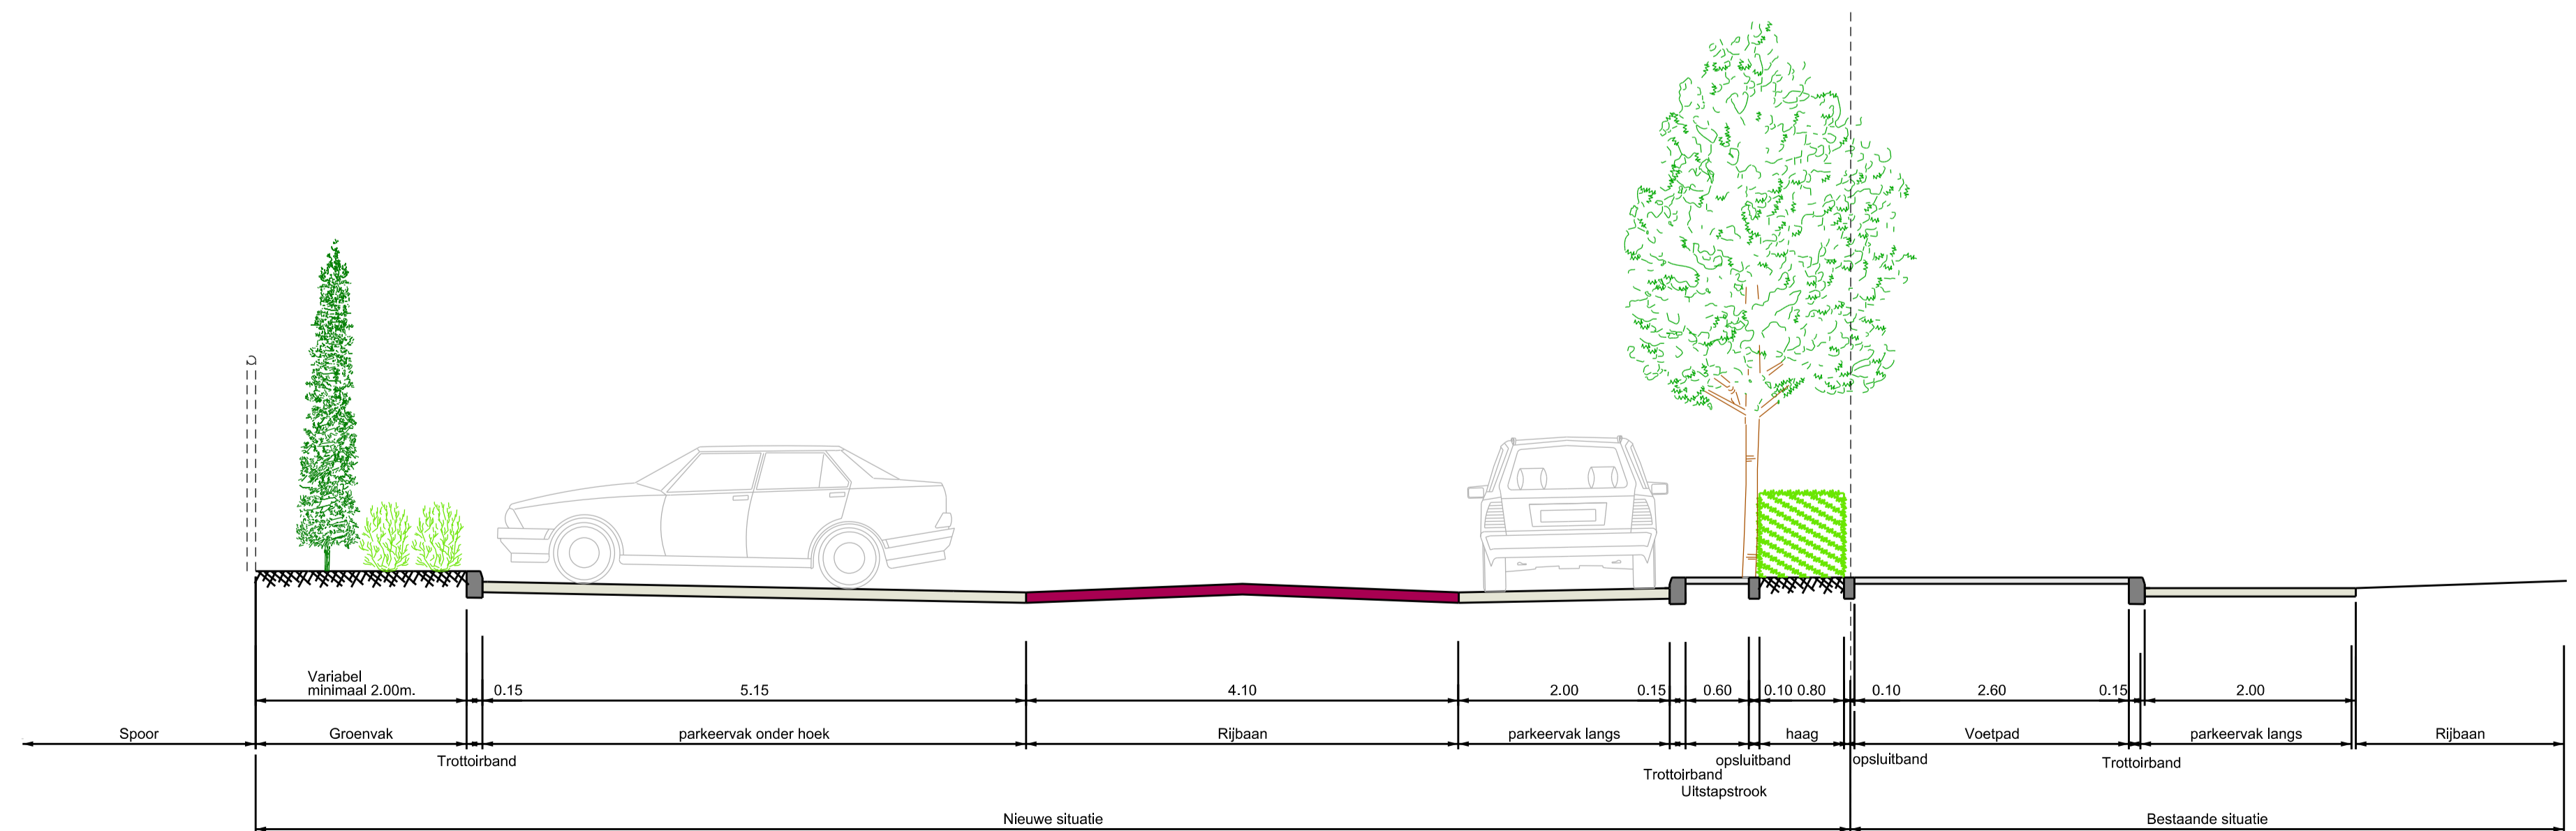 Variabel
minimaal 2.00m.
0.15
5.15
4.10
2.00
0.15
0.60
0.10
0.80
0.10
2.60
0.15
2.00
Spoor
Groenvak
parkeervak onder hoek
Rijbaan
parkeervak langs
haag
Voetpad
parkeervak langs
Rijbaan
Trottoirband
opsluitband
opsluitband
Trottoirband
Trottoirband
Uitstapstrook
Nieuwe situatie
Bestaande situatie